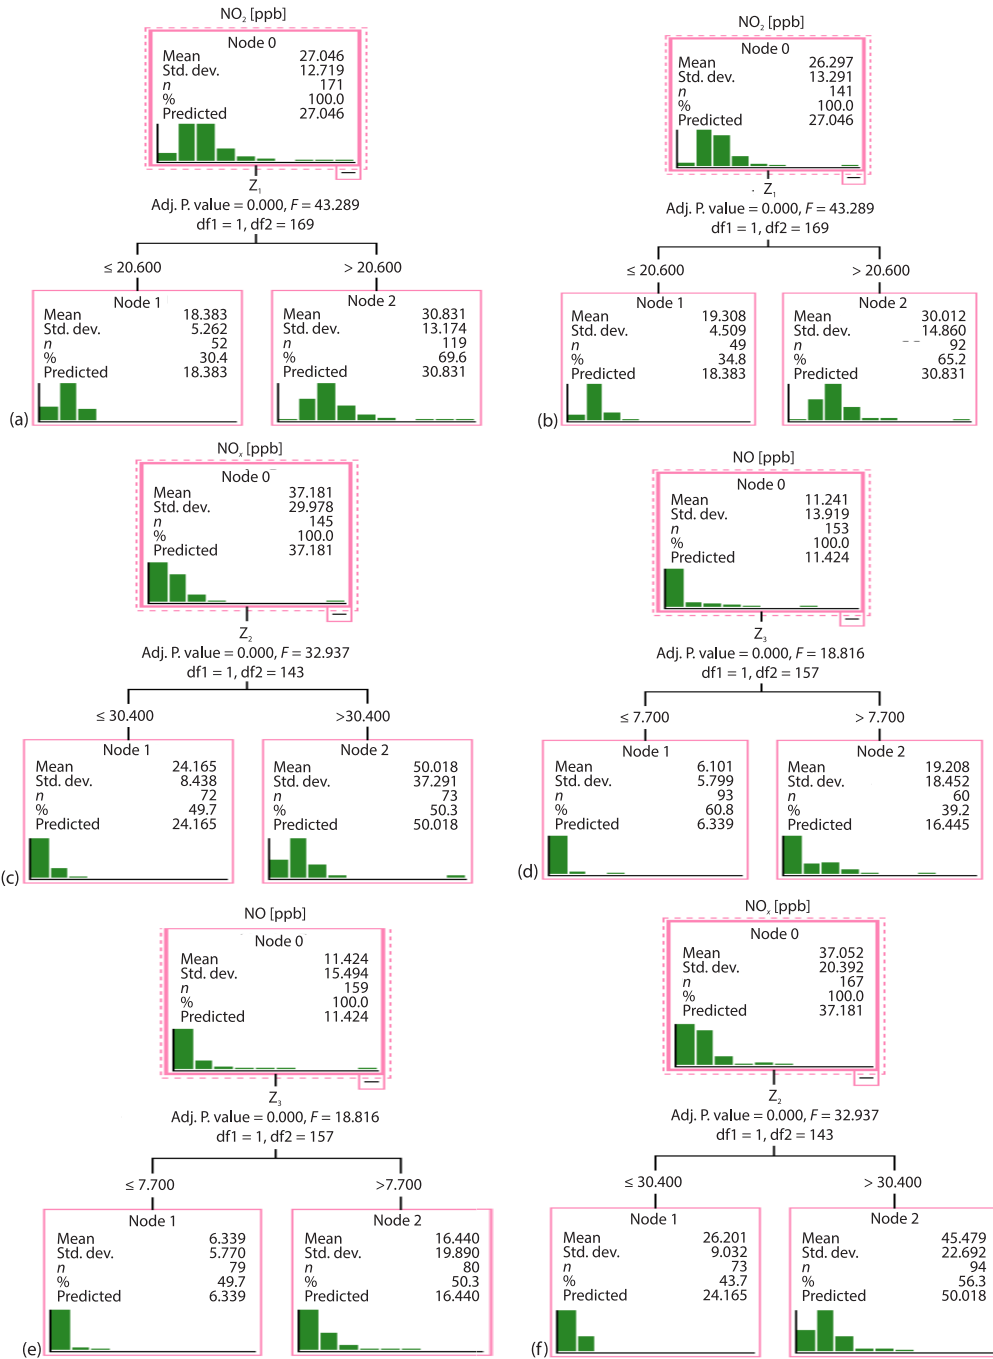 NO₂ [ppb]
Node 0
Mean 27.046
Std. dev. 12.719
n 171
% 100.0
Predicted 27.046
Z₁
Adj. P. value = 0.000, F = 43.289
df1 = 1, df2 = 169
≤ 20.600
> 20.600
Node 1
Mean 18.383
Std. dev. 5.262
n 52
% 30.4
Predicted 18.383
Node 2
Mean 30.831
Std. dev. 13.174
n 119
% 69.6
Predicted 30.831
(a)
NO₂ [ppb]
Node 0
Mean 26.297
Std. dev. 13.291
n 141
% 100.0
Predicted 27.046
Z₁
Adj. P. value = 0.000, F = 43.289
df1 = 1, df2 = 169
≤ 20.600
> 20.600
Node 1
Mean 19.308
Std. dev. 4.509
n 49
% 34.8
Predicted 18.383
Node 2
Mean 30.012
Std. dev. 14.860
n 92
% 65.2
Predicted 30.831
(b)
NOₓ [ppb]
Node 0
Mean 37.181
Std. dev. 29.978
n 145
% 100.0
Predicted 37.181
Z₂
Adj. P. value = 0.000, F = 32.937
df1 = 1, df2 = 143
≤ 30.400
>30.400
Node 1
Mean 24.165
Std. dev. 8.438
n 72
% 49.7
Predicted 24.165
Node 2
Mean 50.018
Std. dev. 37.291
n 73
% 50.3
Predicted 50.018
(c)
NO [ppb]
Node 0
Mean 11.241
Std. dev. 13.919
n 153
% 100.0
Predicted 11.424
Z₃
Adj. P. value = 0.000, F = 18.816
df1 = 1, df2 = 157
≤ 7.700
> 7.700
Node 1
Mean 6.101
Std. dev. 5.799
n 93
% 60.8
Predicted 6.339
Node 2
Mean 19.208
Std. dev. 18.452
n 60
% 39.2
Predicted 16.445
(d)
NO [ppb]
Node 0
Mean 11.424
Std. dev. 15.494
n 159
% 100.0
Predicted 11.424
Z₃
Adj. P. value = 0.000, F = 18.816
df1 = 1, df2 = 157
≤ 7.700
>7.700
Node 1
Mean 6.339
Std. dev. 5.770
n 79
% 49.7
Predicted 6.339
Node 2
Mean 16.440
Std. dev. 19.890
n 80
% 50.3
Predicted 16.440
(e)
NOₓ [ppb]
Node 0
Mean 37.052
Std. dev. 20.392
n 167
% 100.0
Predicted 37.181
Z₂
Adj. P. value = 0.000, F = 32.937
df1 = 1, df2 = 143
≤ 30.400
> 30.400
Node 1
Mean 26.201
Std. dev. 9.032
n 73
% 43.7
Predicted 24.165
Node 2
Mean 45.479
Std. dev. 22.692
n 94
% 56.3
Predicted 50.018
(f)